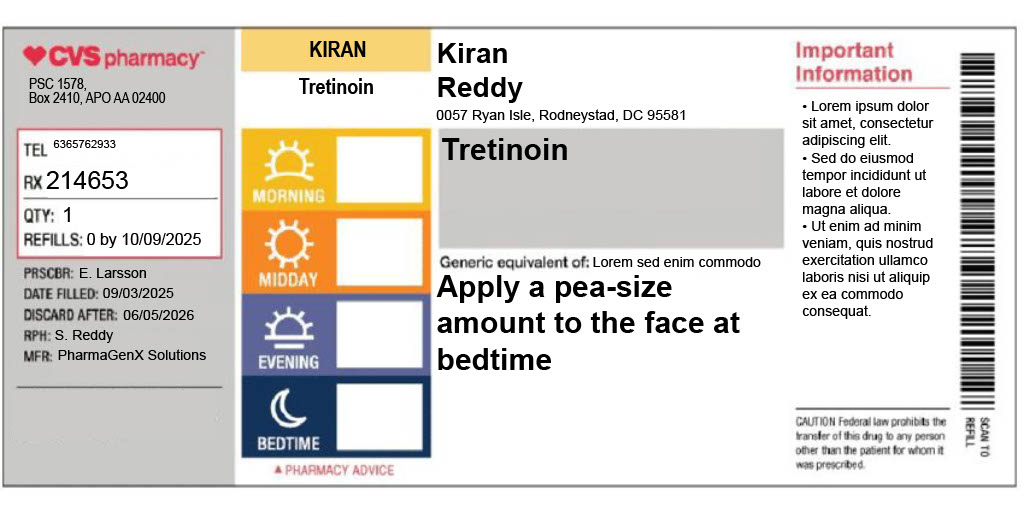 CVS pharmacy
PSC 1578,
Box 2410, APO AA 02400
TEL 6365762933
RX 214653
QTY: 1
REFILLS: 0 by 10/09/2025
PRSCBR: E. Larsson
DATE FILLED: 09/03/2025
DISCARD AFTER: 06/05/2026
RPH: S. Reddy
MFR: PharmaGenX Solutions
KIRAN
Tretinoin
MORNING
MIDDAY
EVENING
BEDTIME
▲ PHARMACY ADVICE
Kiran
Reddy
0057 Ryan Isle, Rodneystad, DC 95581
Tretinoin
Generic equivalent of: Lorem sed enim commodo
Apply a pea-size
amount to the face at
bedtime
Important
Information
• Lorem ipsum dolor
sit amet, consectetur
adipiscing elit.
• Sed do eiusmod
tempor incididunt ut
labore et dolore
magna aliqua.
• Ut enim ad minim
veniam, quis nostrud
exercitation ullamco
laboris nisi ut aliquip
ex ea commodo
consequat.
CAUTION Federal law prohibits the
transfer of this drug to any person
other than the patient for whom it
was prescribed.
SCAN TO
REFILL